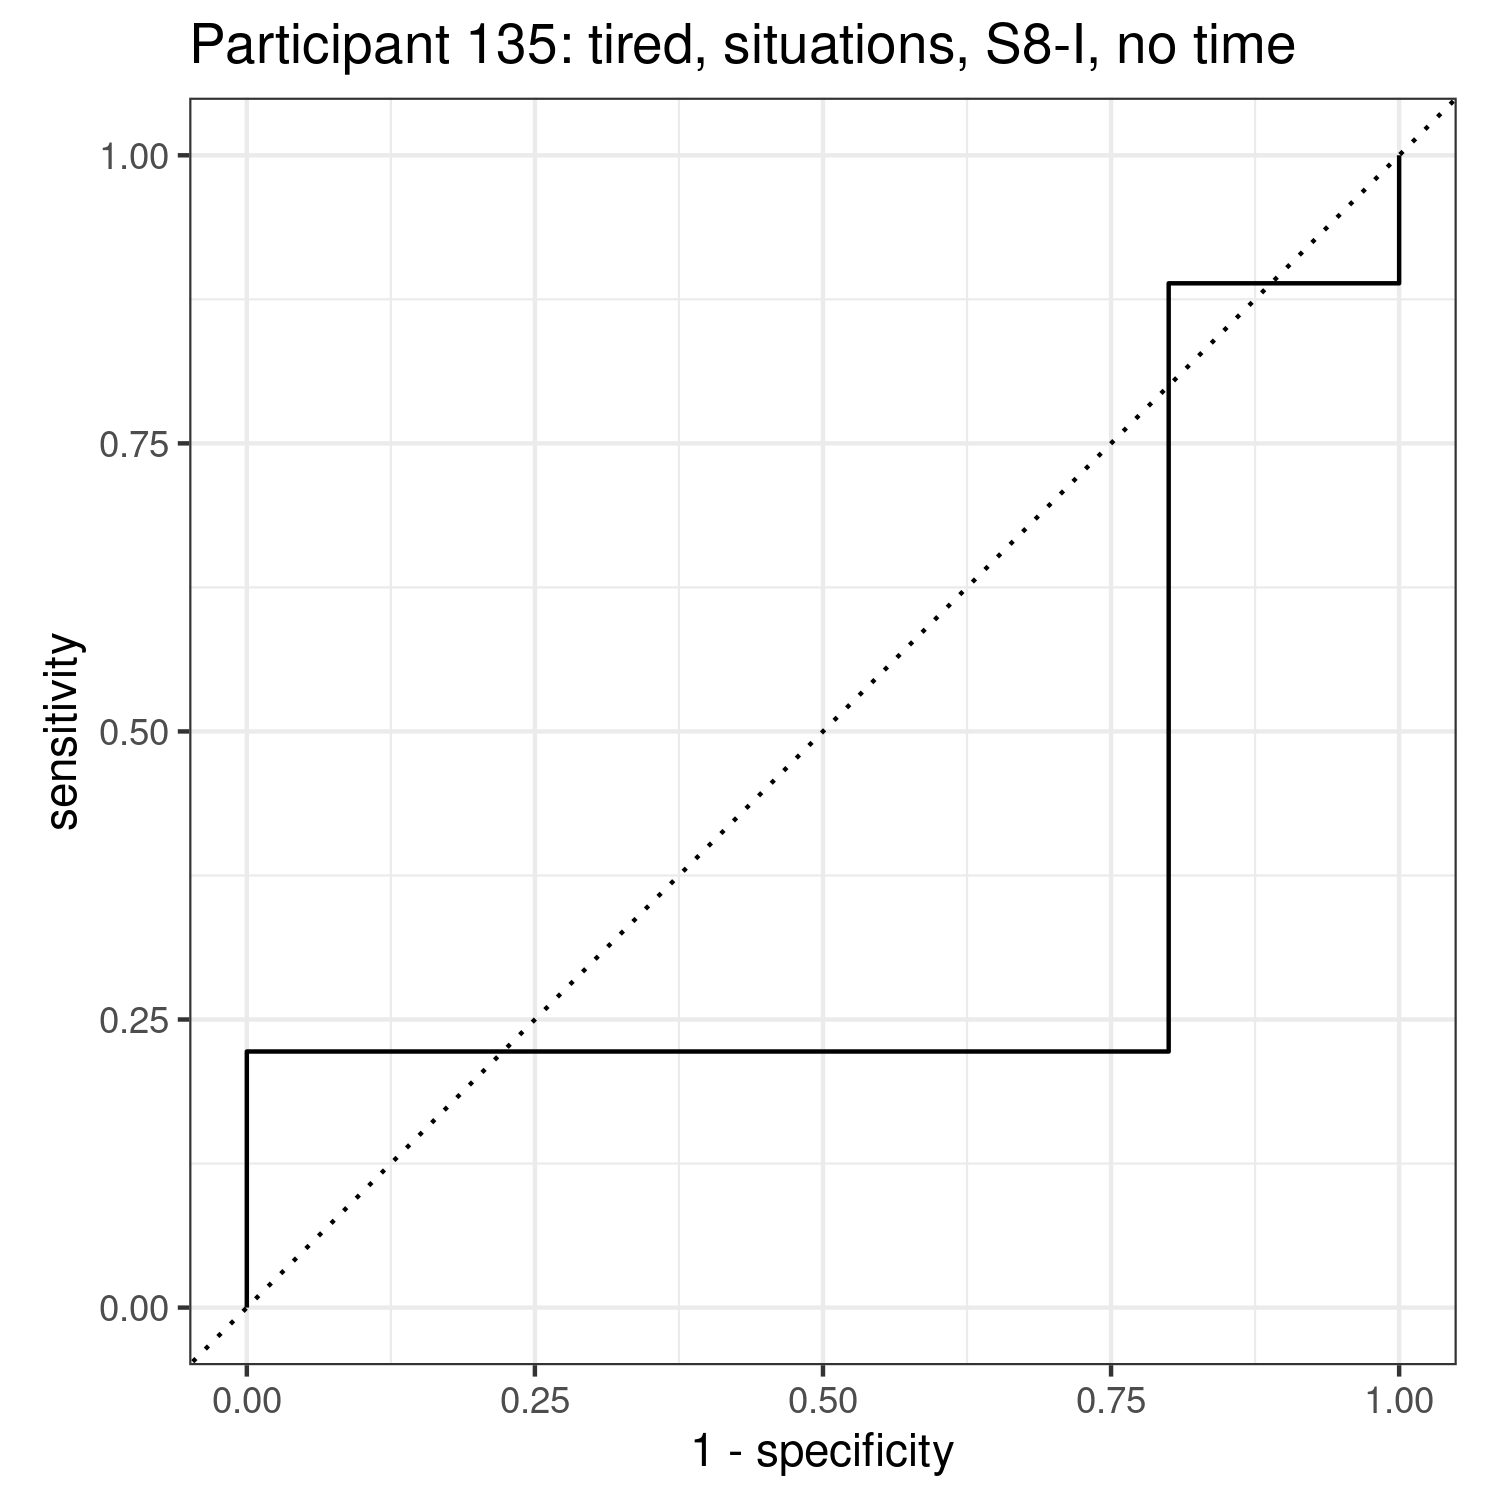 Participant 135: tired, situations, S8-I, no time
1.00
0.75
0.50
0.25
0.00
sensitivity
0.00 0.25 0.50 0.75 1.00
1 - specificity